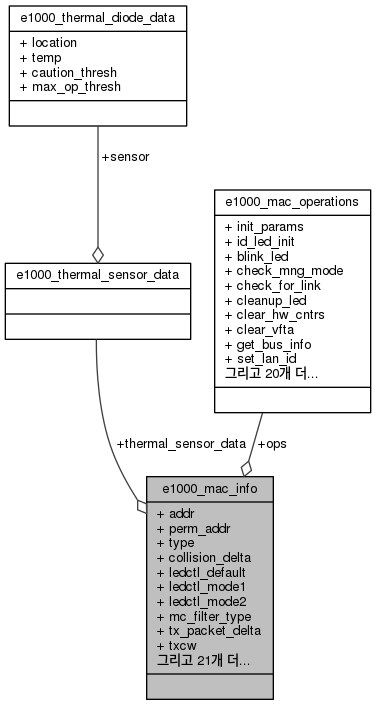 e1000_thermal_diode_data
+ location
+ temp
+ caution_thresh
+ max_op_thresh
+sensor
e1000_thermal_sensor_data
e1000_mac_operations
+ init_params
+ id_led_init
+ blink_led
+ check_mng_mode
+ check_for_link
+ cleanup_led
+ clear_hw_cntrs
+ clear_vfta
+ get_bus_info
+ set_lan_id
그리고 20개 더...
+thermal_sensor_data
+ops
e1000_mac_info
+ addr
+ perm_addr
+ type
+ collision_delta
+ ledctl_default
+ ledctl_mode1
+ ledctl_mode2
+ mc_filter_type
+ tx_packet_delta
+ txcw
그리고 21개 더...